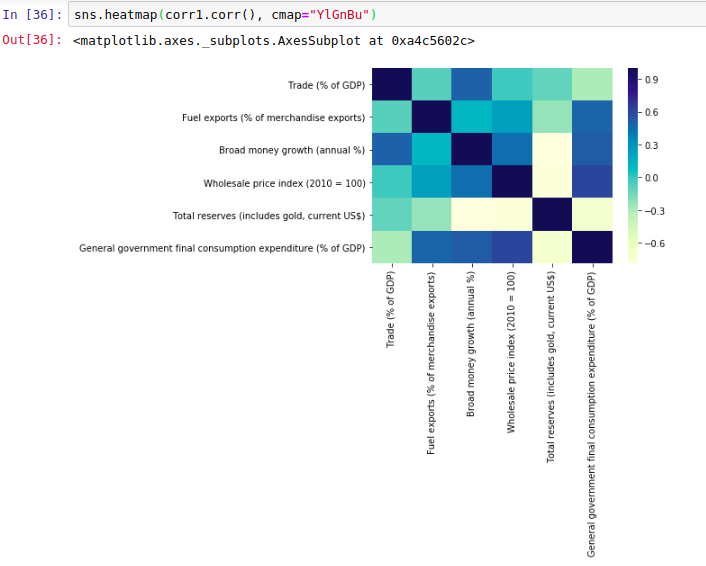 In [36]: sns.heatmap(corr1.corr(), cmap="YlGnBu")
Out[36]: <matplotlib.axes._subplots.AxesSubplot at 0xa4c5602c>
Trade (% of GDP)
Fuel exports (% of merchandise exports)
Broad money growth (annual %)
Wholesale price index (2010 = 100)
Total reserves (includes gold, current US$)
General government final consumption expenditure (% of GDP)
0.9
0.6
0.3
0.0
−0.3
−0.6
Trade (% of GDP)
Fuel exports (% of merchandise exports)
Broad money growth (annual %)
Wholesale price index (2010 = 100)
Total reserves (includes gold, current US$)
General government final consumption expenditure (% of GDP)